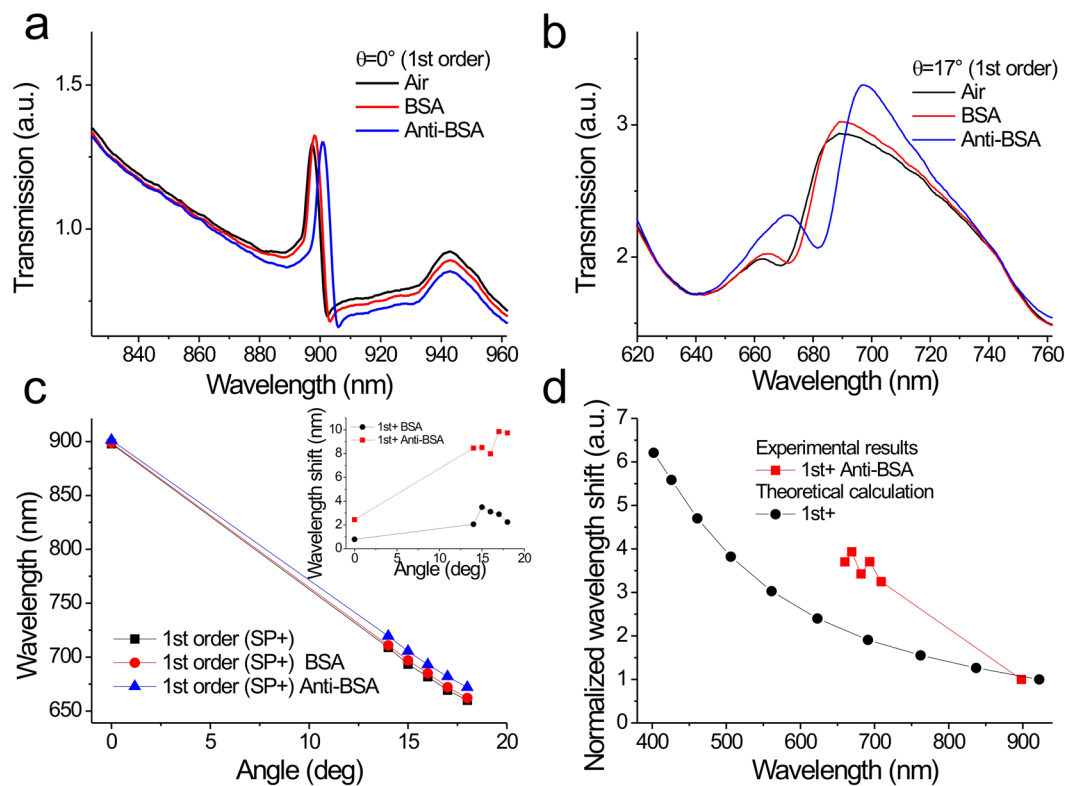 a
θ=0° (1st order)
Air
BSA
Anti-BSA
Transmission (a.u.)
1.5
1.0
840 860 880 900 920 940 960
Wavelength (nm)
b
θ=17° (1st order)
Air
BSA
Anti-BSA
Transmission (a.u.)
3
2
620 640 660 680 700 720 740 760
Wavelength (nm)
c
Wavelength (nm)
900
850
800
750
700
650
0 5 10 15 20
Angle (deg)
1st order (SP+)
1st order (SP+) BSA
1st order (SP+) Anti-BSA
1st+ BSA
1st+ Anti-BSA
Wavelength shift (nm)
10
8
6
4
2
0
0 5 10 15 20
Angle (deg)
d
Normalized wavelength shift (a.u.)
7
6
5
4
3
2
1
0
400 500 600 700 800 900
Wavelength (nm)
Experimental results
1st+ Anti-BSA
Theoretical calculation
1st+